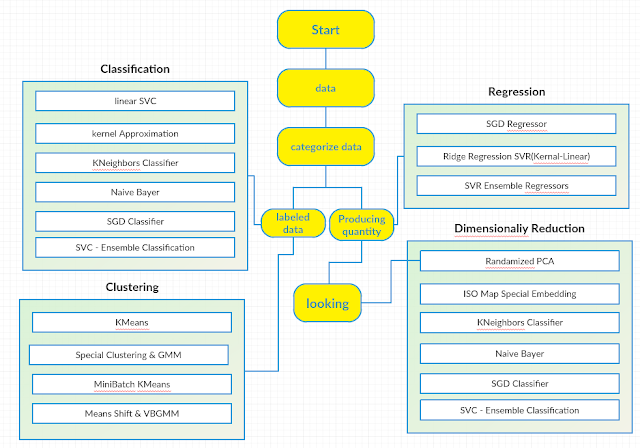 Start
data
categorize data
labeled
data
Producing
quantity
looking
Classification
linear SVC
kernel Approximation
KNeighbors Classifier
Naive Bayer
SGD Classifier
SVC - Ensemble Classification
Clustering
KMeans
Special Clustering & GMM
MiniBatch KMeans
Means Shift & VBGMM
Regression
SGD Regressor
Ridge Regression SVR(Kernal-Linear)
SVR Ensemble Regressors
Dimensionaliy Reduction
Randomized PCA
ISO Map Special Embedding
KNeighbors Classifier
Naive Bayer
SGD Classifier
SVC - Ensemble Classification